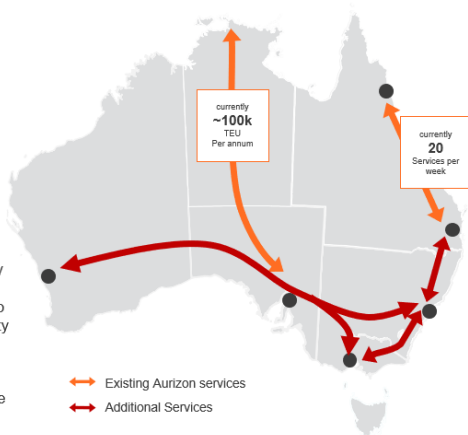 currently
~100k
TEU
Per annum
currently
20
Services per
week
Existing Aurizon services
Additional Services